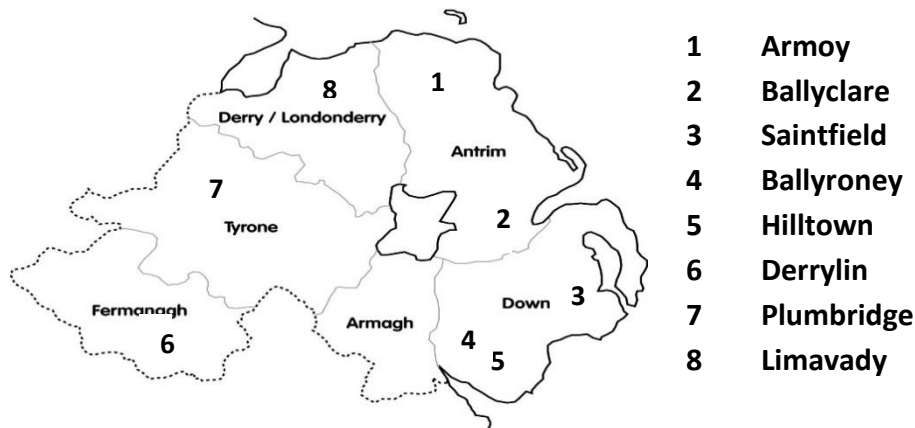 1 Armoy
2 Ballyclare
3 Saintfield
4 Ballyroney
5 Hilltown
6 Derrylin
7 Plumbridge
8 Limavady
8
1
Derry / Londonderry
Antrim
7
2
Tyrone
3
Down
Fermanagh
Armagh
6
4
5